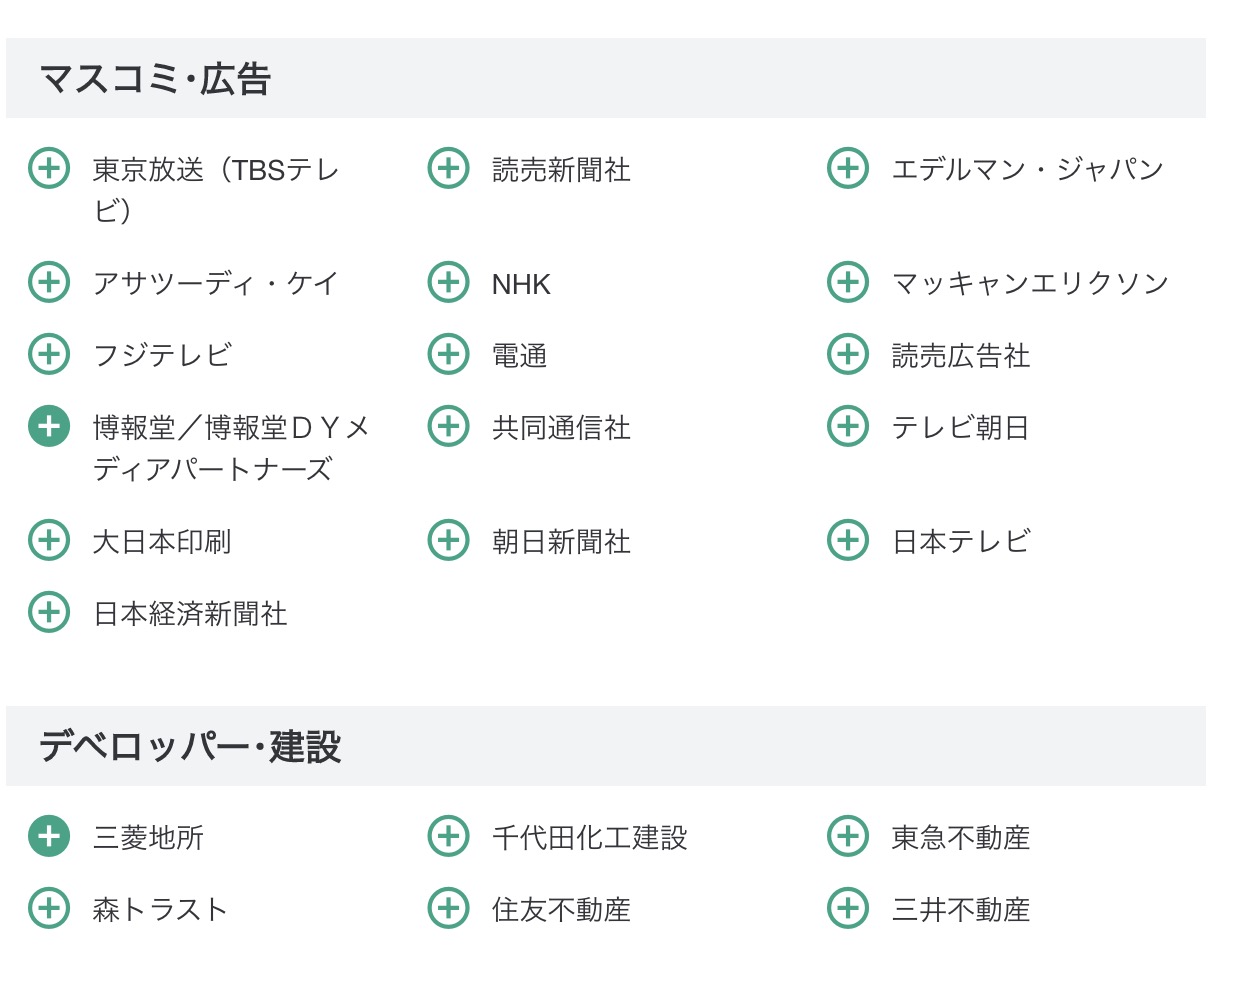 マスコミ･広告
東京放送（TBSテレ
ビ）
読売新聞社
エデルマン・ジャパン
アサツーディ・ケイ
NHK
マッキャンエリクソン
フジテレビ
電通
読売広告社
博報堂／博報堂ＤＹメ
ディアパートナーズ
共同通信社
テレビ朝日
大日本印刷
朝日新聞社
日本テレビ
日本経済新聞社
デベロッパー･建設
三菱地所
千代田化工建設
東急不動産
森トラスト
住友不動産
三井不動産